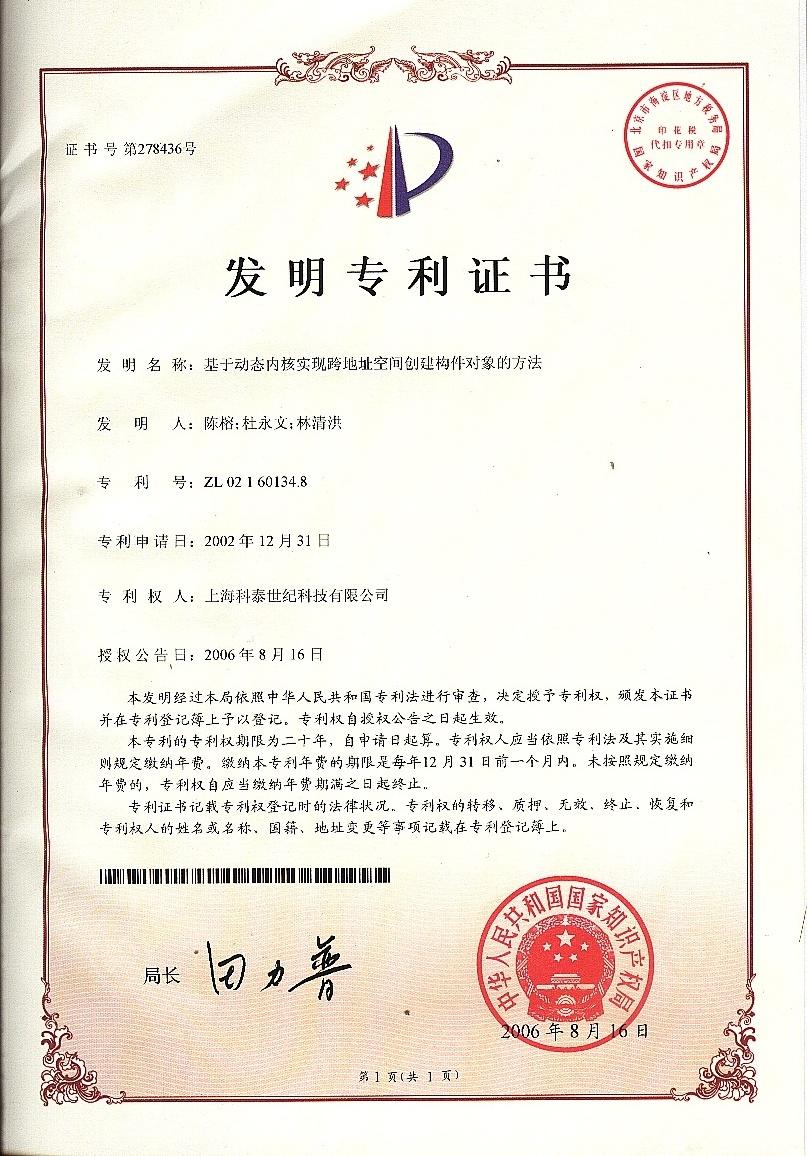 证书号第278436号
北京市海淀区地方税务局
印花税
代扣专用章
国家知识产权局
发明专利证书
发明名称：基于动态内核实现跨地址空间创建构件对象的方法
发明人：陈榕;杜永文;林清洪
专利号：ZL 02 1 60134.8
专利申请日：2002年12月31日
专利权人：上海科泰世纪科技有限公司
授权公告日：2006年8月16日
本发明经过本局依照中华人民共和国专利法进行审查，决定授予专利权，颁发本证书
并在专利登记簿上予以登记。专利权自授权公告之日起生效。
本专利的专利权期限为二十年，自申请日起算。专利权人应当依照专利法及其实施细
则规定缴纳年费。缴纳本专利年费的期限是每年12月31日前一个月内。未按照规定缴纳
年费的，专利权自应当缴纳年费期满之日起终止。
专利证书记载专利权登记时的法律状况。专利权的转移、质押、无效、终止、恢复和
专利权人的姓名或名称、国籍、地址变更等事项记载在专利登记簿上。
局长 田力普
中华人民共和国国家知识产权局
2006年8月16日
第1页(共1页)